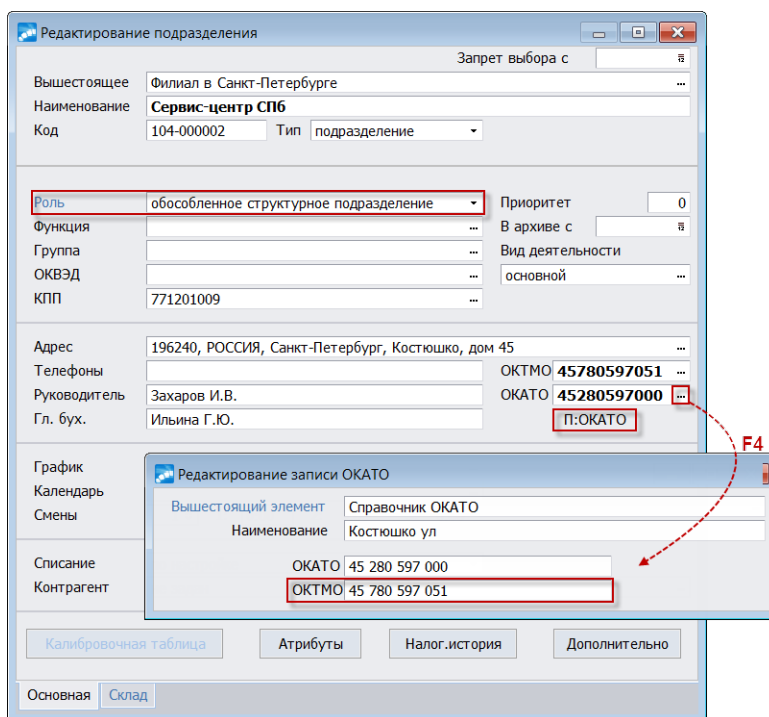 Редактирование подразделения
Запрет выбора с
Вышестоящее Филиал в Санкт-Петербурге ...
Наименование Сервис-центр СПб
Код 104-000002 Тип подразделение
Роль обособленное структурное подразделение Приоритет 0
Функция ... В архиве с
Группа ... Вид деятельности
ОКВЭД ... основной ...
КПП 771201009 ...
Адрес 196240, РОССИЯ, Санкт-Петербург, Костюшко, дом 45 ...
Телефоны ОКТМО 45780597051 ...
Руководитель Захаров И.В. ОКАТО 45280597000 ...
Гл. бух. Ильина Г.Ю. П:ОКАТО
F4
График
Календарь
Смены
Списание
Контрагент
Редактирование записи ОКАТО
Вышестоящий элемент Справочник ОКАТО
Наименование Костюшко ул
ОКАТО 45 280 597 000
ОКТМО 45 780 597 051
Калибровочная таблица Атрибуты Налог.история Дополнительно
Основная Склад